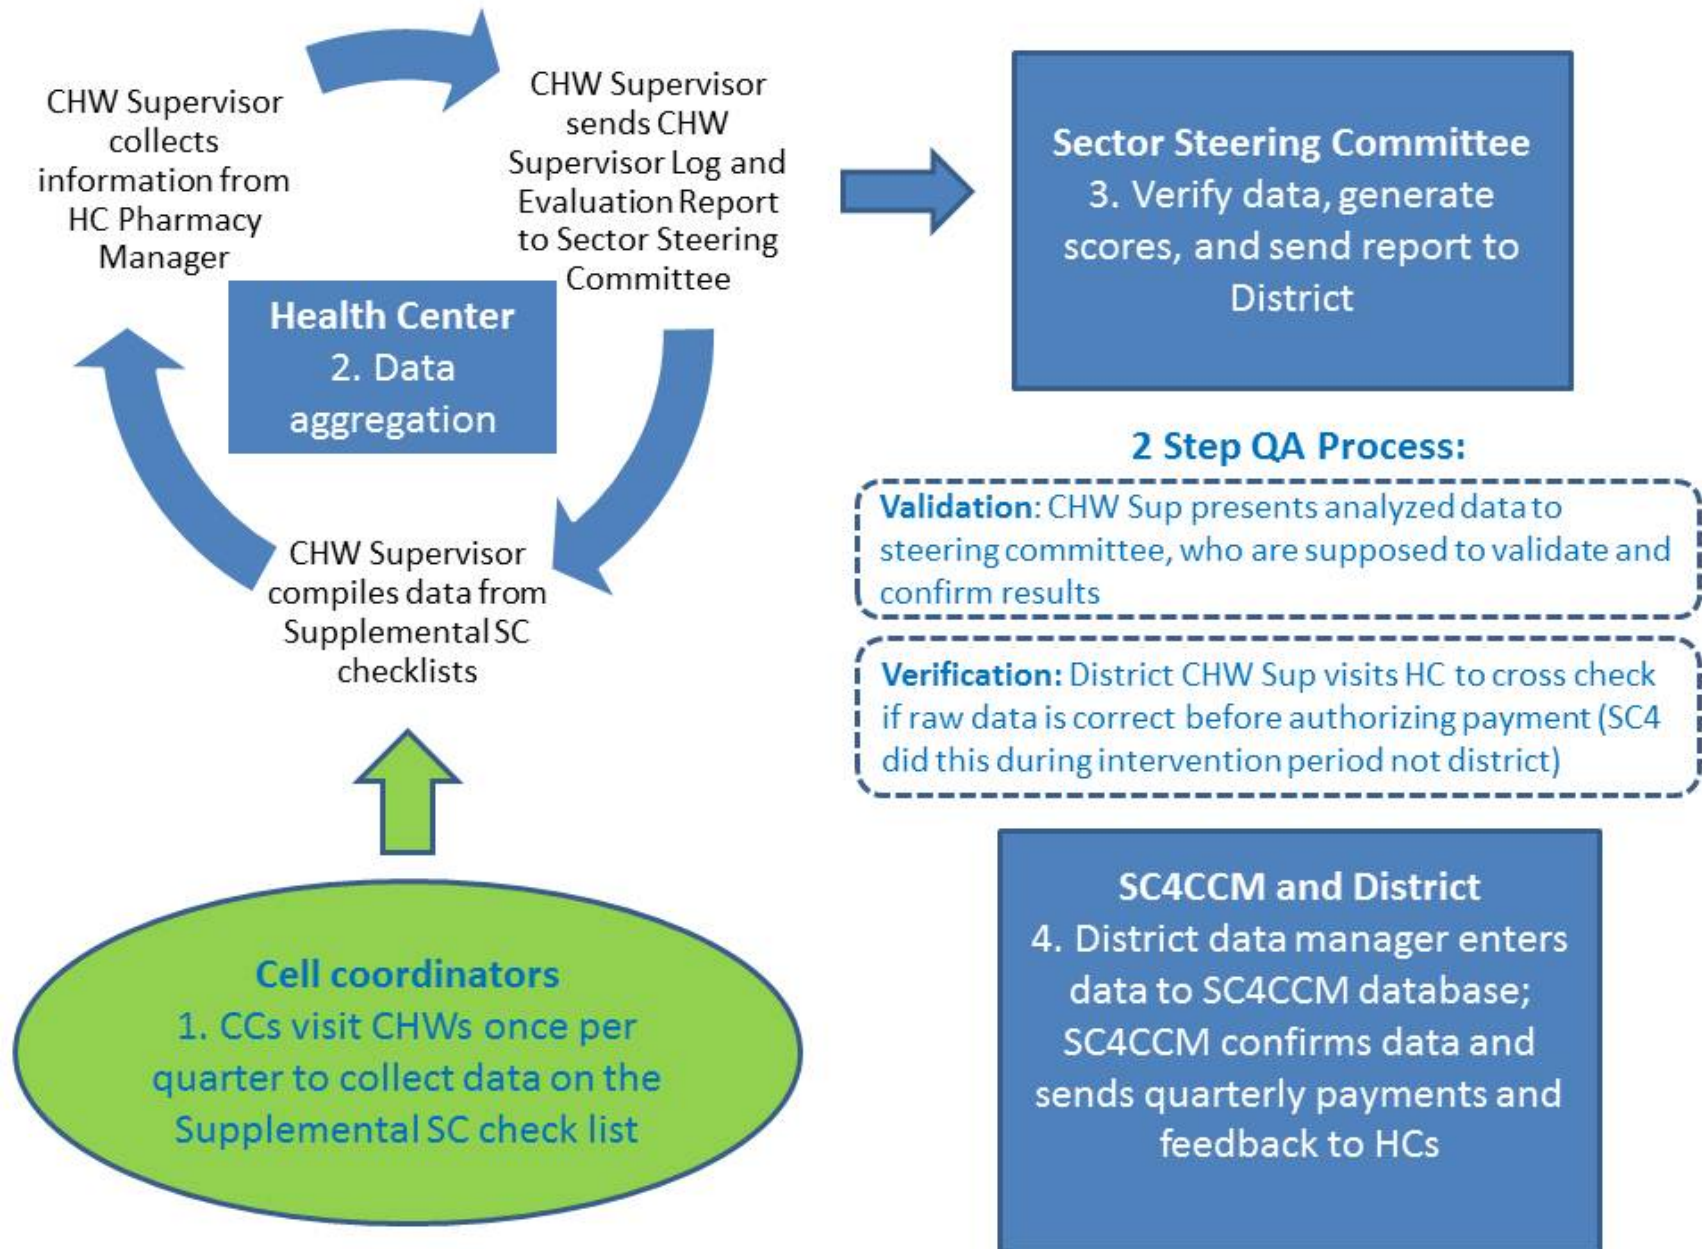 CHW Supervisor
collects
information from
HC Pharmacy
Manager
CHW Supervisor
sends CHW
Supervisor Log and
Evaluation Report
to Sector Steering
Committee
Health Center
2. Data
aggregation
CHW Supervisor
compiles data from
Supplemental SC
checklists
Cell coordinators
1. CCs visit CHWs once per
quarter to collect data on the
Supplemental SC check list
Sector Steering Committee
3. Verify data, generate
scores, and send report to
District
2 Step QA Process:
Validation: CHW Sup presents analyzed data to
steering committee, who are supposed to validate and
confirm results
Verification: District CHW Sup visits HC to cross check
if raw data is correct before authorizing payment (SC4
did this during intervention period not district)
SC4CCM and District
4. District data manager enters
data to SC4CCM database;
SC4CCM confirms data and
sends quarterly payments and
feedback to HCs